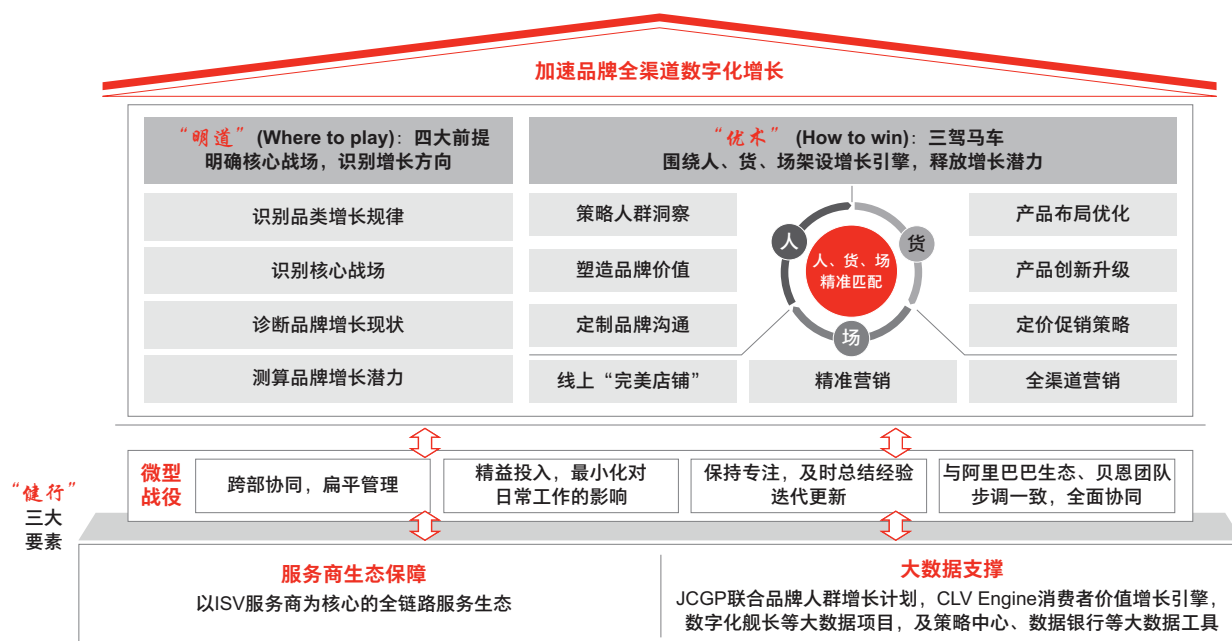 加速品牌全渠道数字化增长
“明道” (Where to play)：四大前提
明确核心战场，识别增长方向
识别品类增长规律
识别核心战场
诊断品牌增长现状
测算品牌增长潜力
“优术” (How to win)：三驾马车
围绕人、货、场架设增长引擎，释放增长潜力
策略人群洞察
塑造品牌价值
定制品牌沟通
人
货
场
人、货、场
精准匹配
产品布局优化
产品创新升级
定价促销策略
线上“完美店铺”
精准营销
全渠道营销
“健行”
三大
要素
微型
战役
跨部协同，扁平管理
精益投入，最小化对
日常工作的影响
保持专注，及时总结经验
迭代更新
与阿里巴巴生态、贝恩团队
步调一致，全面协同
服务商生态保障
以ISV服务商为核心的全链路服务生态
大数据支撑
JCGP联合品牌人群增长计划，CLV Engine消费者价值增长引擎，
数字化舰长等大数据项目，及策略中心、数据银行等大数据工具